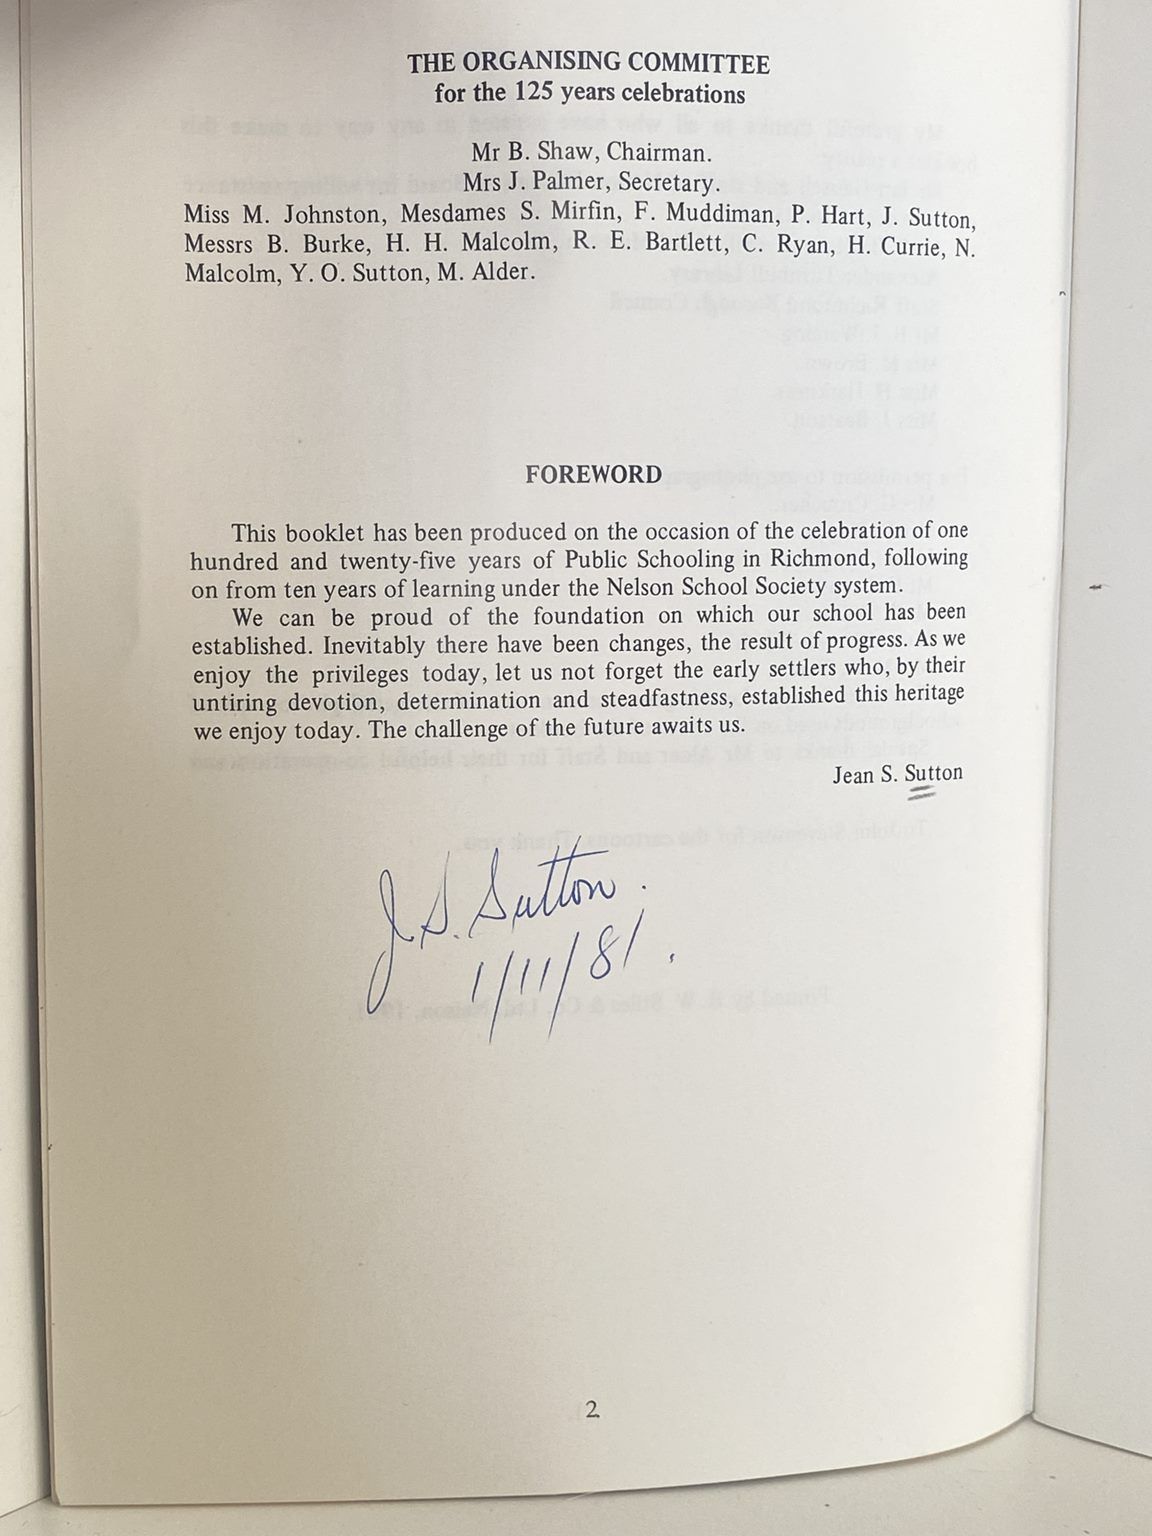 THE ORGANISING COMMITTEE
for the 125 years celebrations
Mr B. Shaw, Chairman.
Mrs J. Palmer, Secretary.
Miss M. Johnston, Mesdames S. Mirfin, F. Muddiman, P. Hart, J. Sutton,
Messrs B. Burke, H. H. Malcolm, R. E. Bartlett, C. Ryan, H. Currie, N.
Malcolm, Y. O. Sutton, M. Alder.
FOREWORD
This booklet has been produced on the occasion of the celebration of one
hundred and twenty-five years of Public Schooling in Richmond, following
on from ten years of learning under the Nelson School Society system.
We can be proud of the foundation on which our school has been
established. Inevitably there have been changes, the result of progress. As we
enjoy the privileges today, let us not forget the early settlers who, by their
untiring devotion, determination and steadfastness, established this heritage
we enjoy today. The challenge of the future awaits us.
Jean S. Sutton
J. S. Sutton.
1/11/81.
2